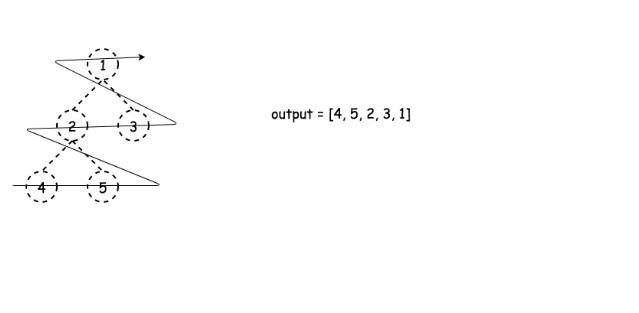 1
output = [4, 5, 2, 3, 1]
2 3
4 5